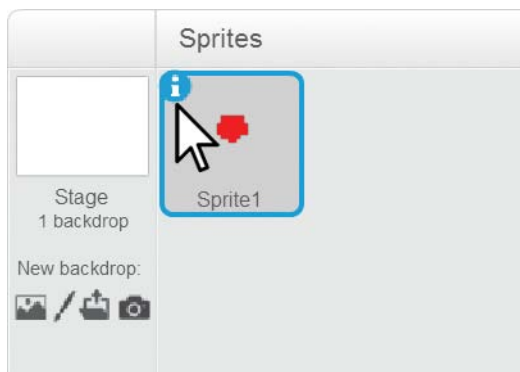 Sprites
i
Sprite1
Stage
1 backdrop
New backdrop: